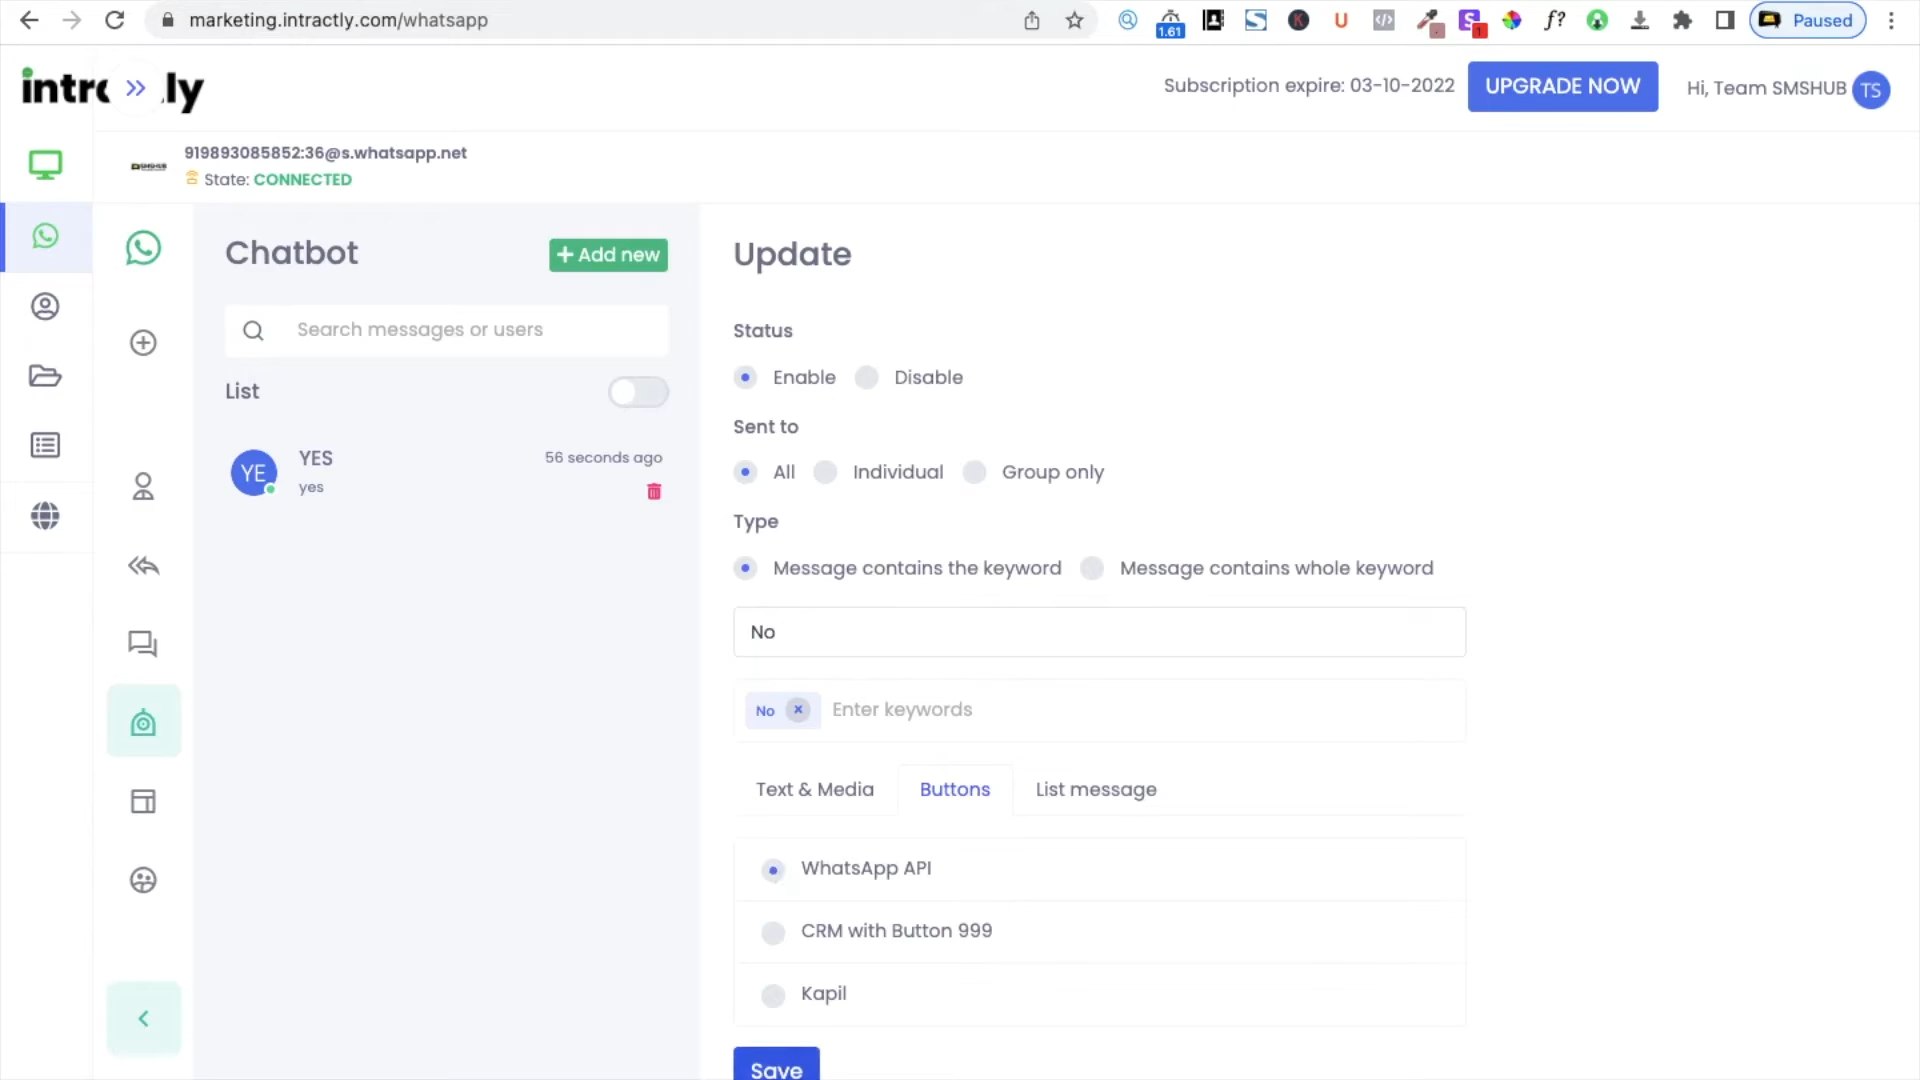 marketing.intractly.com/whatsapp
1.61
K
U
S
1
f?
Paused
Subscription expire: 03-10-2022
UPGRADE NOW
Hi, Team SMSHUB
TS
919893085852:36@s.whatsapp.net
SMSHUB
State: CONNECTED
Chatbot
+ Add new
Search messages or users
List
YE
YES
56 seconds ago
yes
Update
Status
Enable
Disable
Sent to
All
Individual
Group only
Type
Message contains the keyword
Message contains whole keyword
No
No ×
Enter keywords
Text & Media
Buttons
List message
WhatsApp API
CRM with Button 999
Kapil
Save